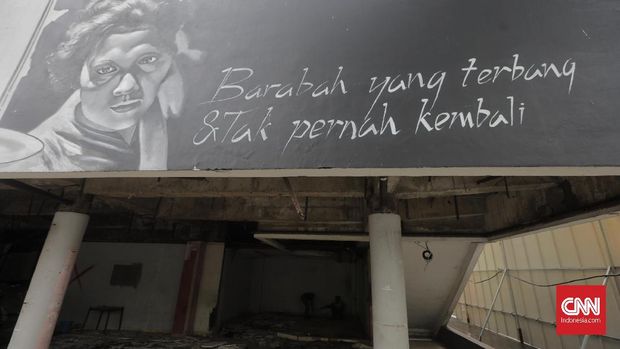 Barabah yang terbang
& Tak pernah kembali
CNN
Indonesia.com